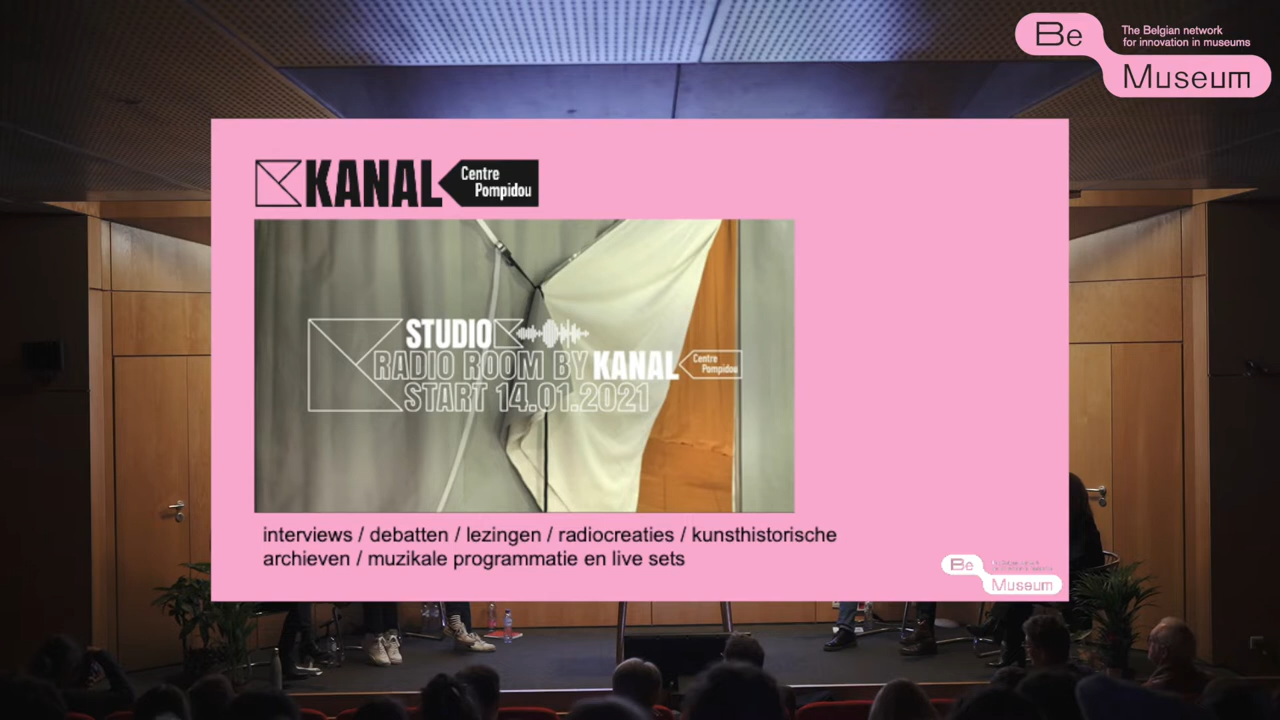 Be
The Belgian network
for innovation in museums
Museum
KANAL
Centre
Pompidou
STUDIO K
RADIO ROOM BY KANAL Centre
Pompidou
START 14.01.2021
interviews / debatten / lezingen / radiocreaties / kunsthistorische
archieven / muzikale programmatie en live sets
Be
Museum